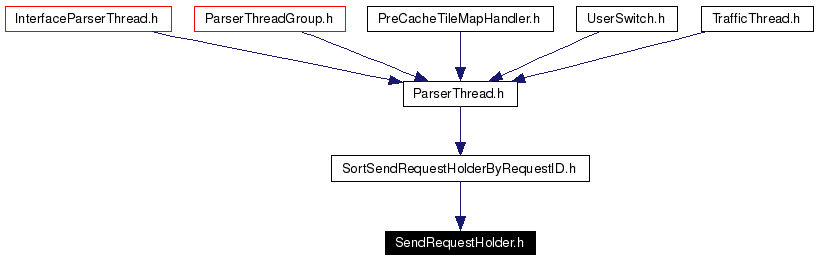 InterfaceParserThread.h
ParserThreadGroup.h
PreCacheTileMapHandler.h
UserSwitch.h
TrafficThread.h
ParserThread.h
SortSendRequestHolderByRequestID.h
SendRequestHolder.h